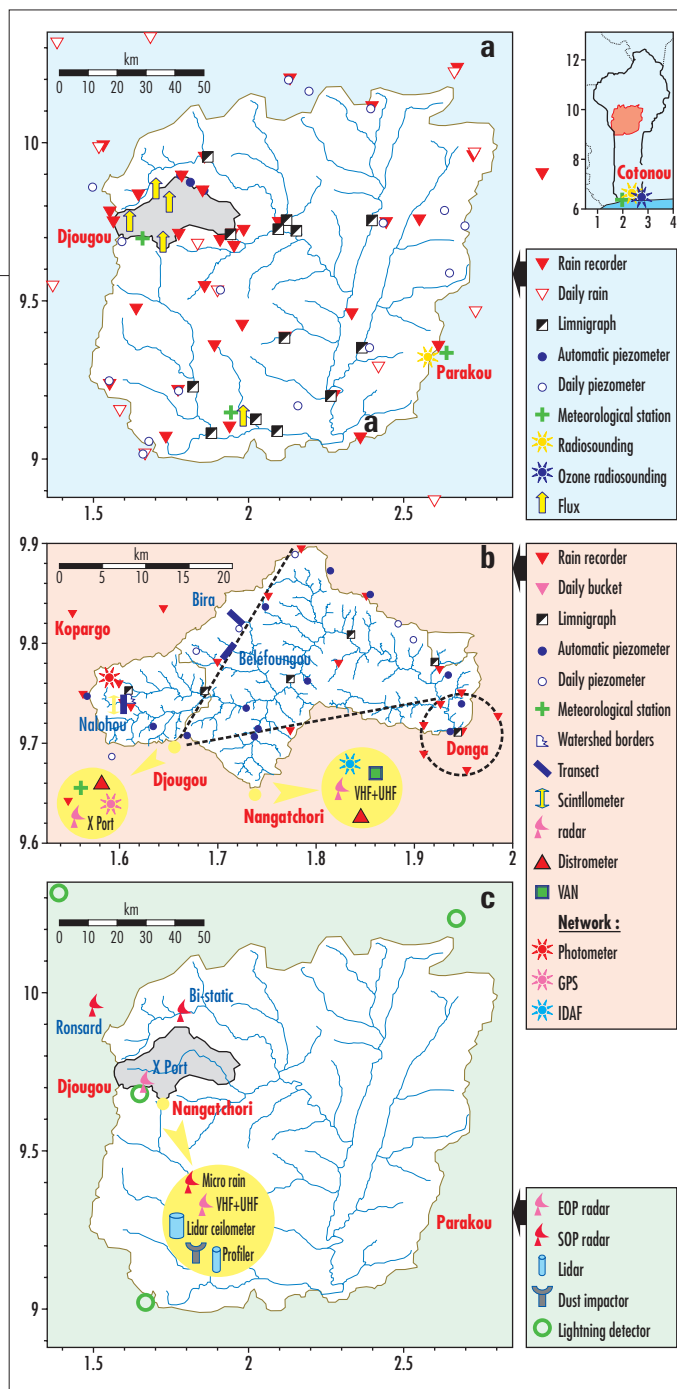 a
km
0 10 20 30 40 50
10
9.5
9
1.5 2 2.5
Djougou
Parakou
a
12
10
8
6
1 2 3 4
Cotonou
Rain recorder
Daily rain
Limnigraph
Automatic piezometer
Daily piezometer
Meteorological station
Radiosounding
Ozone radiosounding
Flux
b
km
0 5 10 15 20
9.9
9.8
9.7
9.6
1.6 1.7 1.8 1.9 2
Kopargo
Bira
Béléfoungou
Nalohou
Djougou
Donga
Nangatchori
X Port
VHF+UHF
Rain recorder
Daily bucket
Limnigraph
Automatic piezometer
Daily piezometer
Meteorological station
Watershed borders
Transect
Scintllometer
radar
Distrometer
VAN
Network :
Photometer
GPS
IDAF
c
km
0 10 20 30 40 50
10
9.5
9
1.5 2 2.5
Ronsard
Bi-static
X Port
Djougou
Nangatchori
Micro rain
VHF+UHF
Lidar ceilometer
Profiler
Parakou
EOP radar
SOP radar
Lidar
Dust impactor
Lightning detector